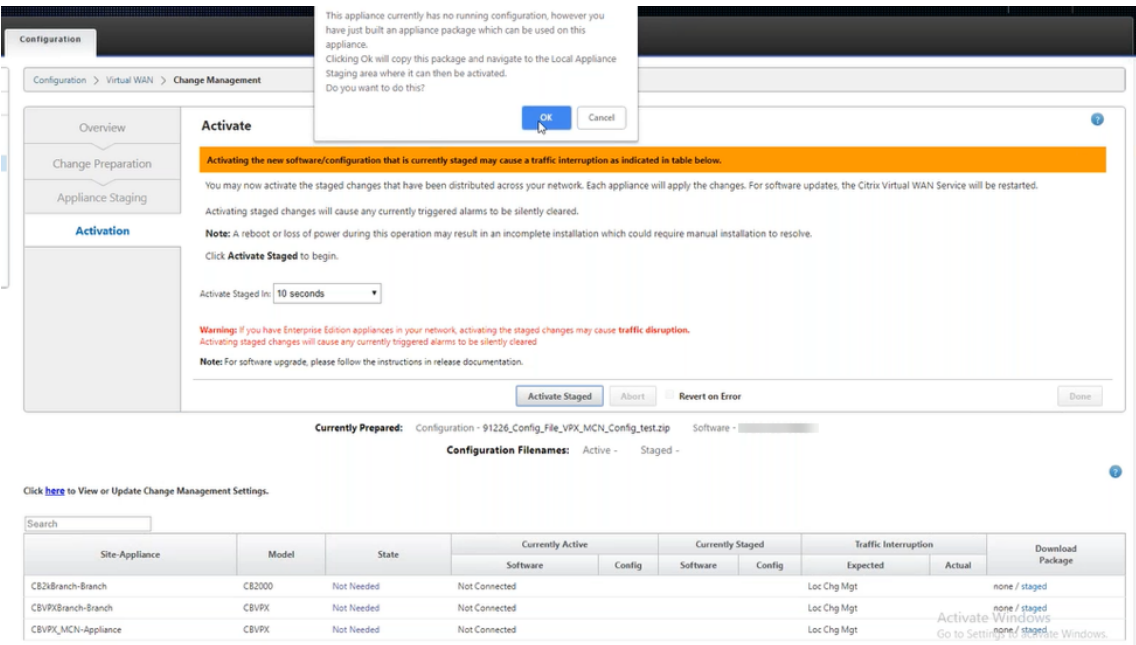 This appliance currently has no running configuration, however you
have just built an appliance package which can be used on this
appliance.
Clicking Ok will copy this package and navigate to the Local Appliance
Staging area where it can then be activated.
Do you want to do this?
OK Cancel
Configuration
Configuration > Virtual WAN > Change Management
Overview
Change Preparation
Appliance Staging
Activation
Activate
Activating the new software/configuration that is currently staged may cause a traffic interruption as indicated in table below.
You may now activate the staged changes that have been distributed across your network. Each appliance will apply the changes. For software updates, the Citrix Virtual WAN Service will be restarted.
Activating staged changes will cause any currently triggered alarms to be silently cleared.
Note: A reboot or loss of power during this operation may result in an incomplete installation which could require manual installation to resolve.
Click Activate Staged to begin.
Activate Staged In: 10 seconds
Warning: If you have Enterprise Edition appliances in your network, activating the staged changes may cause traffic disruption.
Activating staged changes will cause any currently triggered alarms to be silently cleared
Note: For software upgrade, please follow the instructions in release documentation.
Activate Staged Abort Revert on Error Done
Currently Prepared: Configuration - 91226_Config_File_VPX_MCN_Config_test.zip Software -
Configuration Filenames: Active - Staged -
Click here to View or Update Change Management Settings.
Search
Site-Appliance Model State Currently Active Currently Staged Traffic Interruption Download Package
Software Config Software Config Expected Actual
CB2kBranch-Branch CB2000 Not Needed Not Connected Loc Chg Mgt none / staged
CBVPXBranch-Branch CBVPX Not Needed Not Connected Loc Chg Mgt none / staged
CBVPX_MCN-Appliance CBVPX Not Needed Not Connected Loc Chg Mgt none / staged
Activate Windows
Go to Settings to activate Windows.